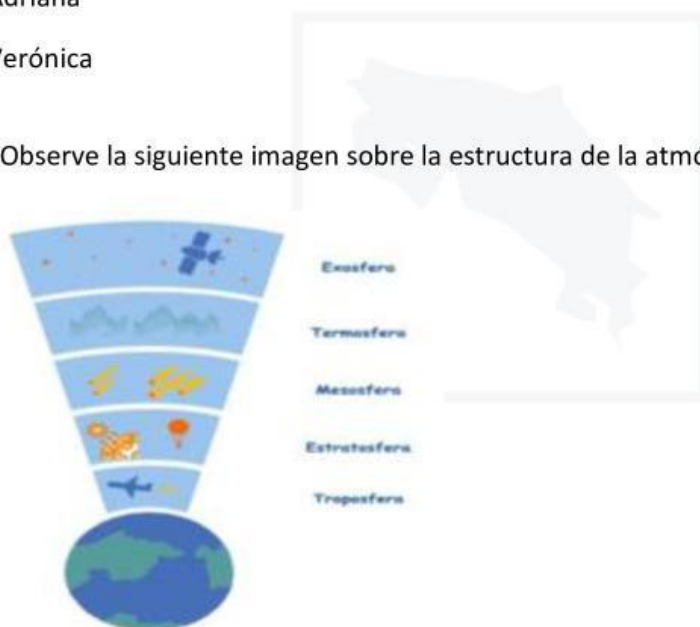 Adriana
Verónica
Observe la siguiente imagen sobre la estructura de la atmó
Exosfera
Termosfera
Mesosfera
Estratosfera
Troposfera